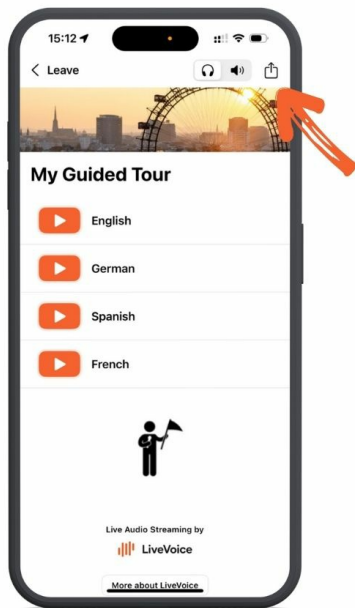 15:12
Leave
My Guided Tour
English
German
Spanish
French
Live Audio Streaming by
LiveVoice
More about LiveVoice